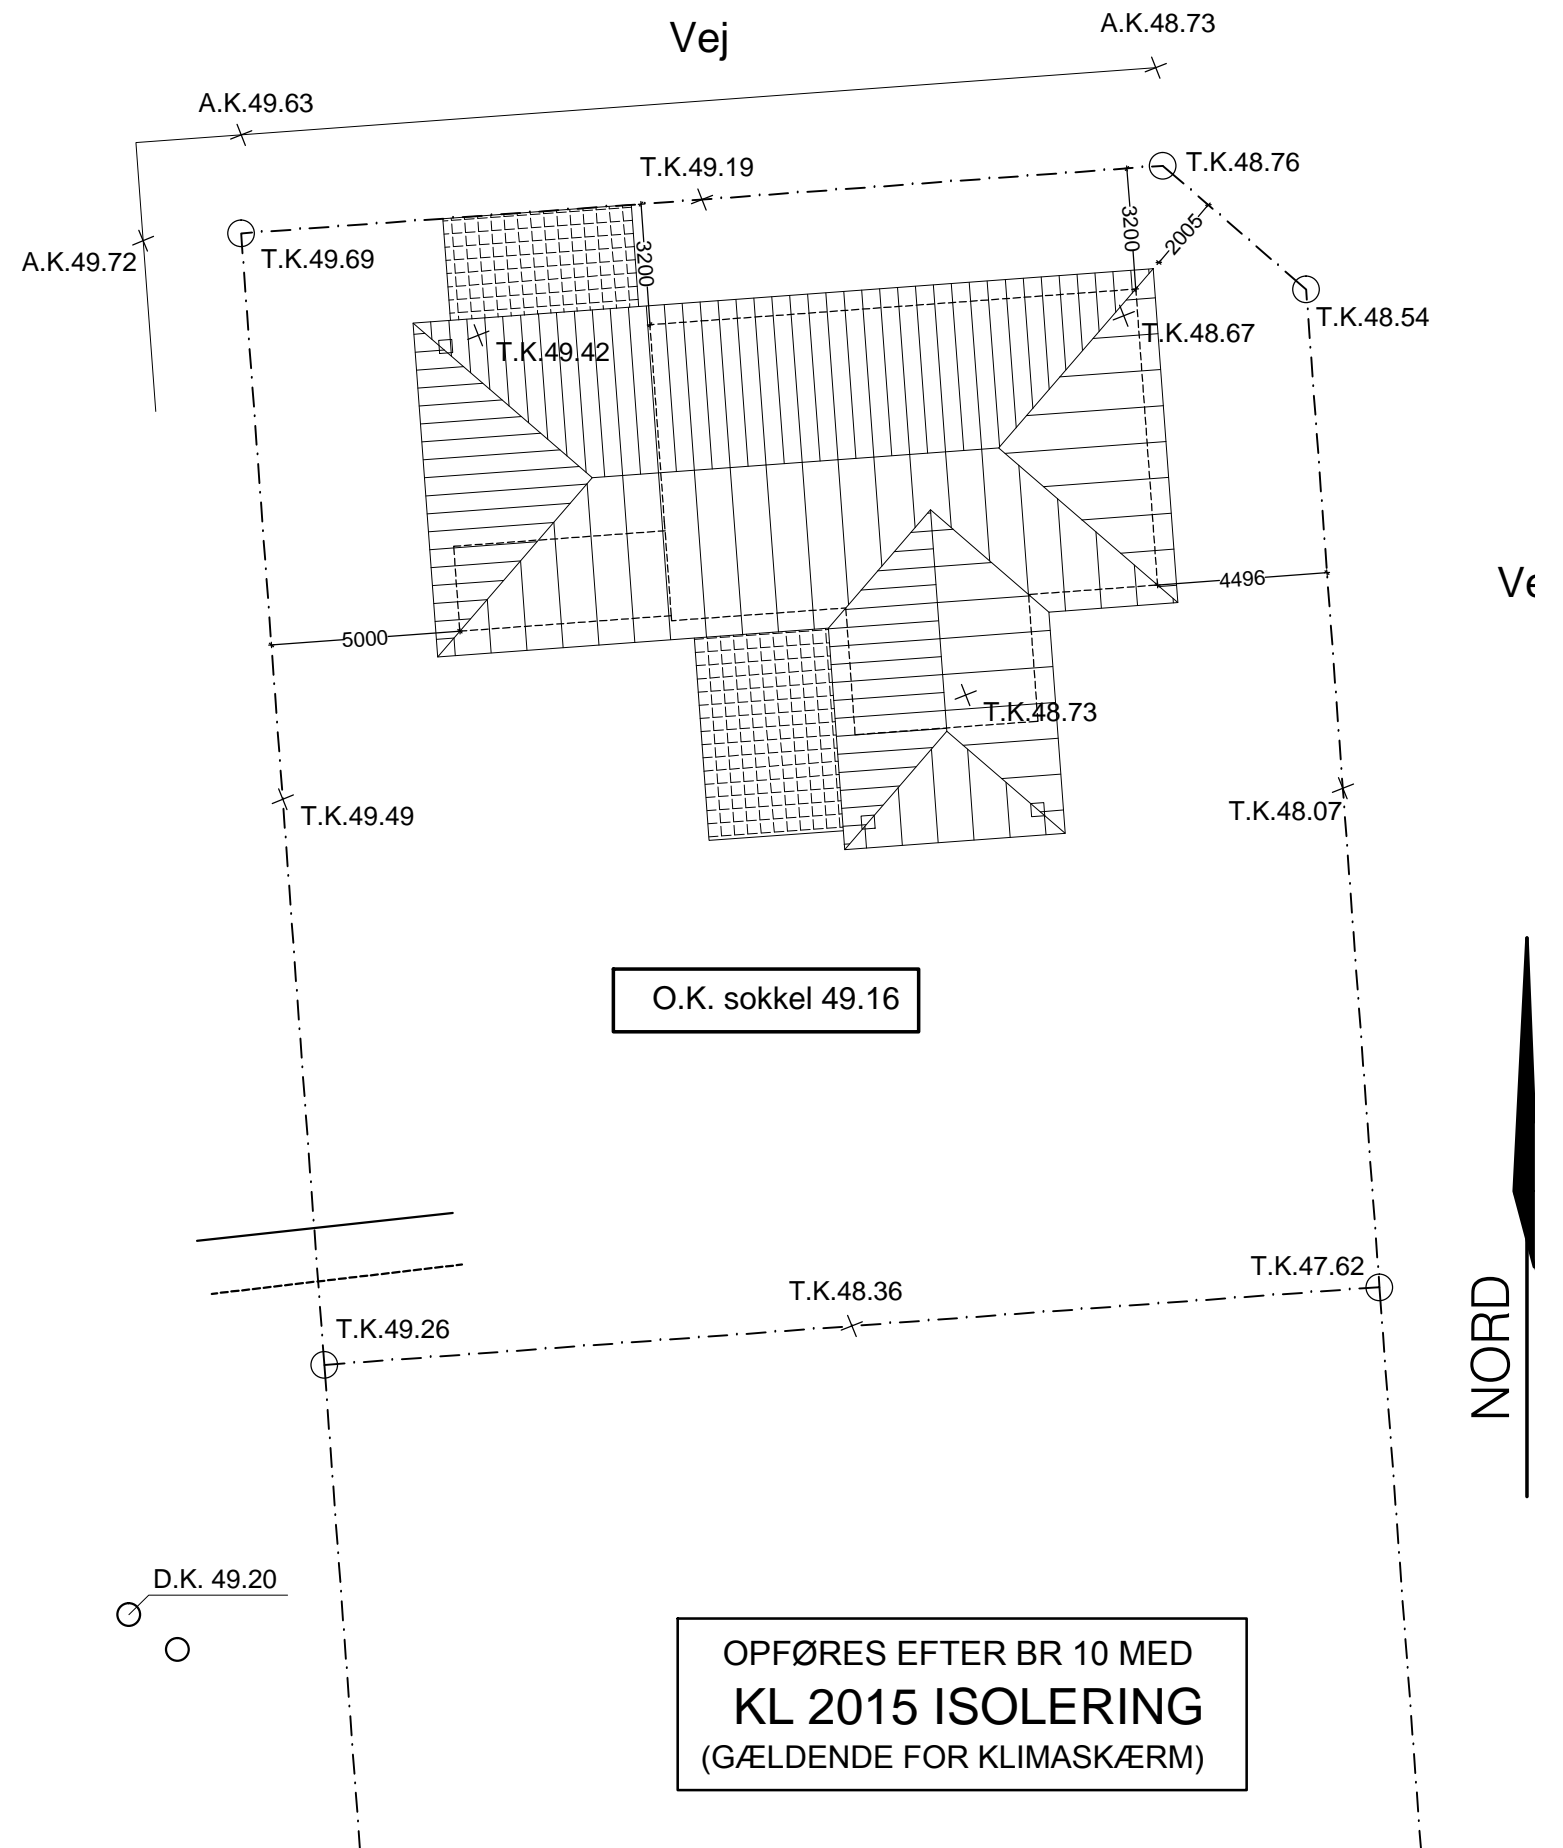 Vej
A.K.48.73
A.K.49.63
T.K.49.19
T.K.48.76
A.K.49.72
T.K.49.69
3200
3200
2005
T.K.48.54
T.K.49.42
T.K.48.67
4496
Ve
5000
T.K.48.73
T.K.49.49
T.K.48.07
O.K. sokkel 49.16
T.K.47.62
T.K.48.36
T.K.49.26
NORD
D.K. 49.20
OPFØRES EFTER BR 10 MED
KL 2015 ISOLERING
(GÆLDENDE FOR KLIMASKÆRM)